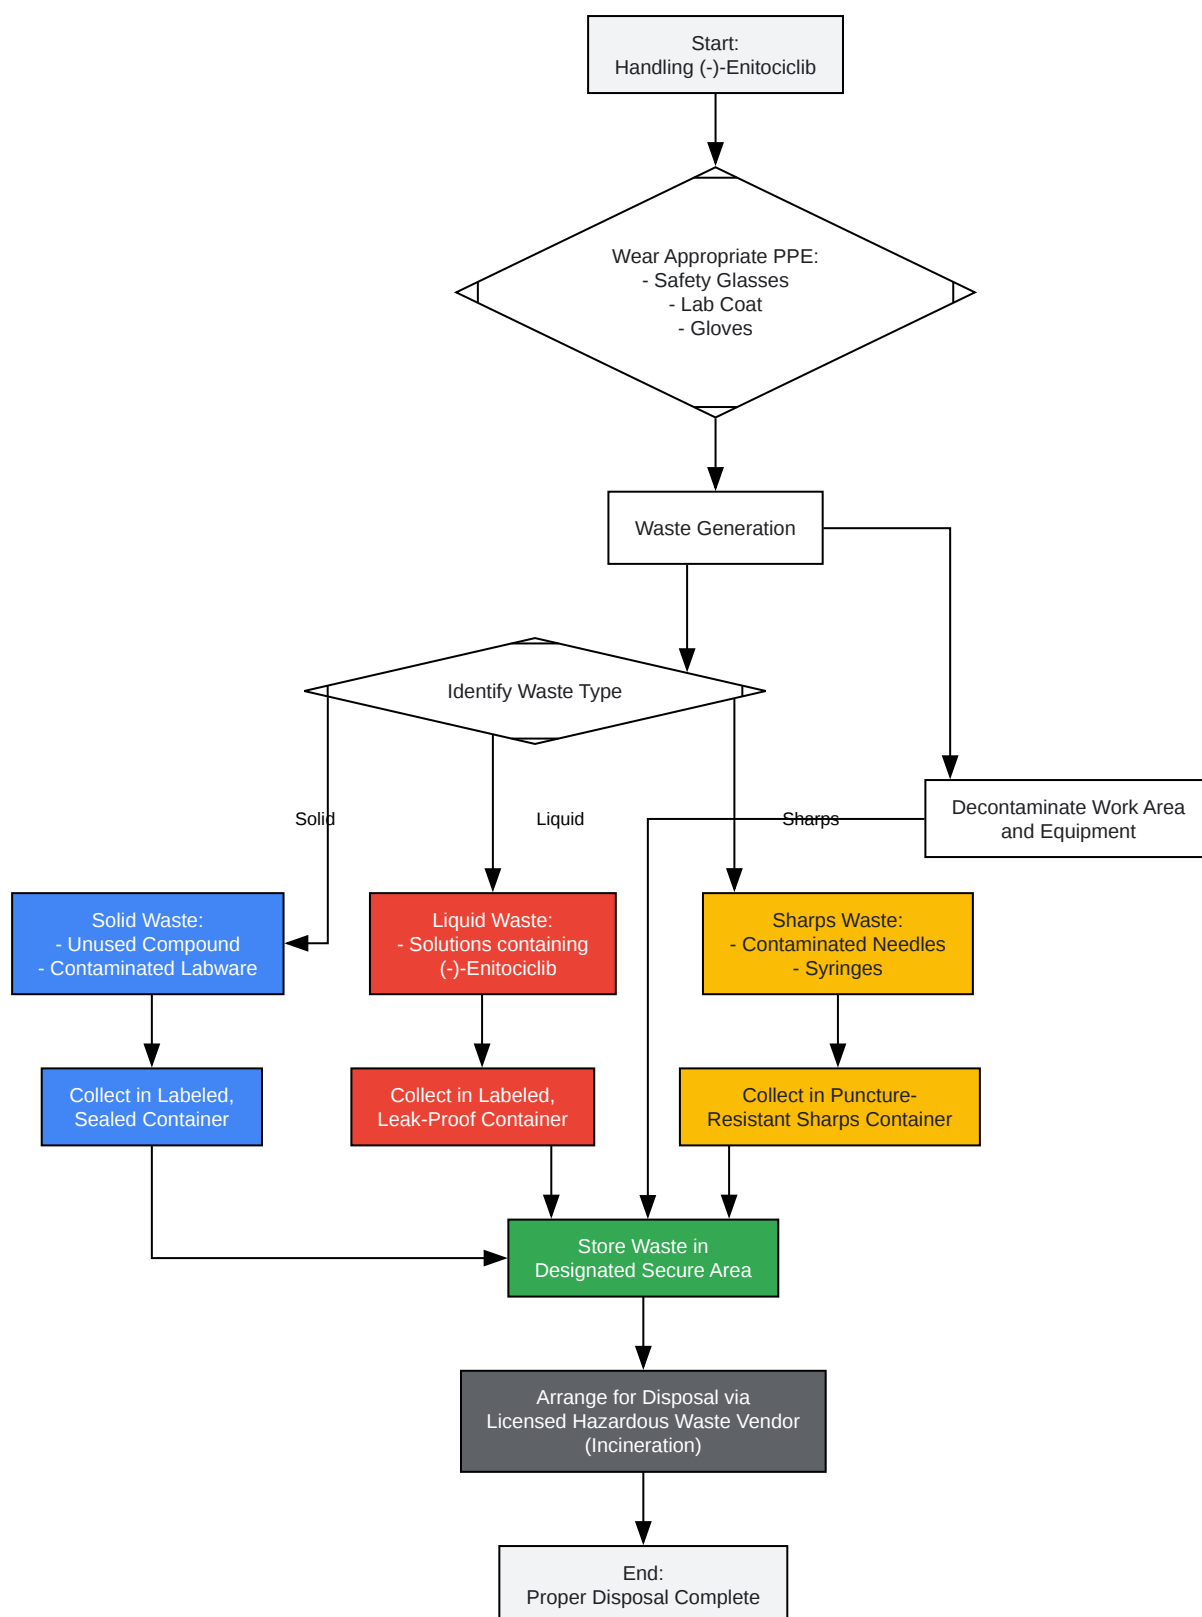 Start:
Handling (-)-Enitociclib
Wear Appropriate PPE:
- Safety Glasses
- Lab Coat
- Gloves
Waste Generation
Identify Waste Type
Solid
Liquid
Sharps
Decontaminate Work Area
and Equipment
Solid Waste:
- Unused Compound
- Contaminated Labware
Liquid Waste:
- Solutions containing
(-)-Enitociclib
Sharps Waste:
- Contaminated Needles
- Syringes
Collect in Labeled,
Sealed Container
Collect in Labeled,
Leak-Proof Container
Collect in Puncture-
Resistant Sharps Container
Store Waste in
Designated Secure Area
Arrange for Disposal via
Licensed Hazardous Waste Vendor
(Incineration)
End:
Proper Disposal Complete